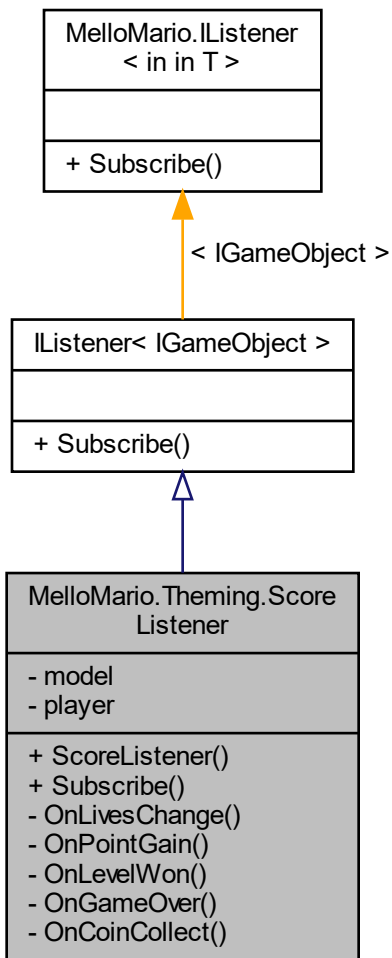 MelloMario.IListener
< in in T >
+ Subscribe()
< IGameObject >
IListener< IGameObject >
+ Subscribe()
MelloMario.Theming.Score
Listener
- model
- player
+ ScoreListener()
+ Subscribe()
- OnLivesChange()
- OnPointGain()
- OnLevelWon()
- OnGameOver()
- OnCoinCollect()